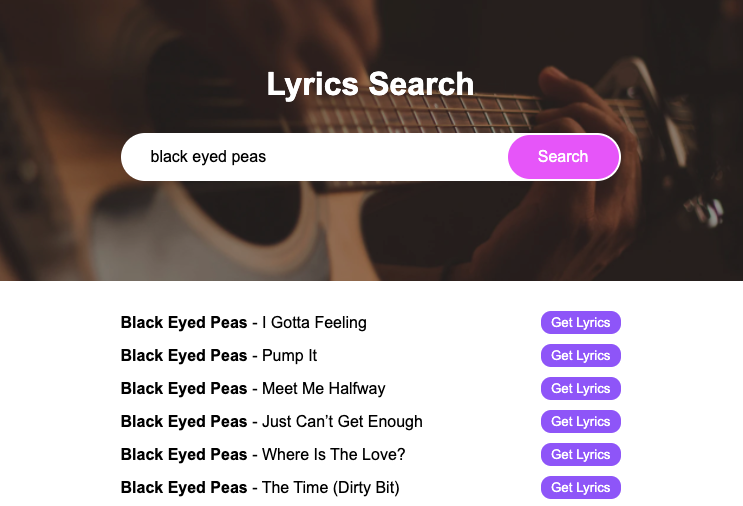 Lyrics Search
black eyed peas Search
Black Eyed Peas - I Gotta Feeling Get Lyrics
Black Eyed Peas - Pump It Get Lyrics
Black Eyed Peas - Meet Me Halfway Get Lyrics
Black Eyed Peas - Just Can’t Get Enough Get Lyrics
Black Eyed Peas - Where Is The Love? Get Lyrics
Black Eyed Peas - The Time (Dirty Bit) Get Lyrics